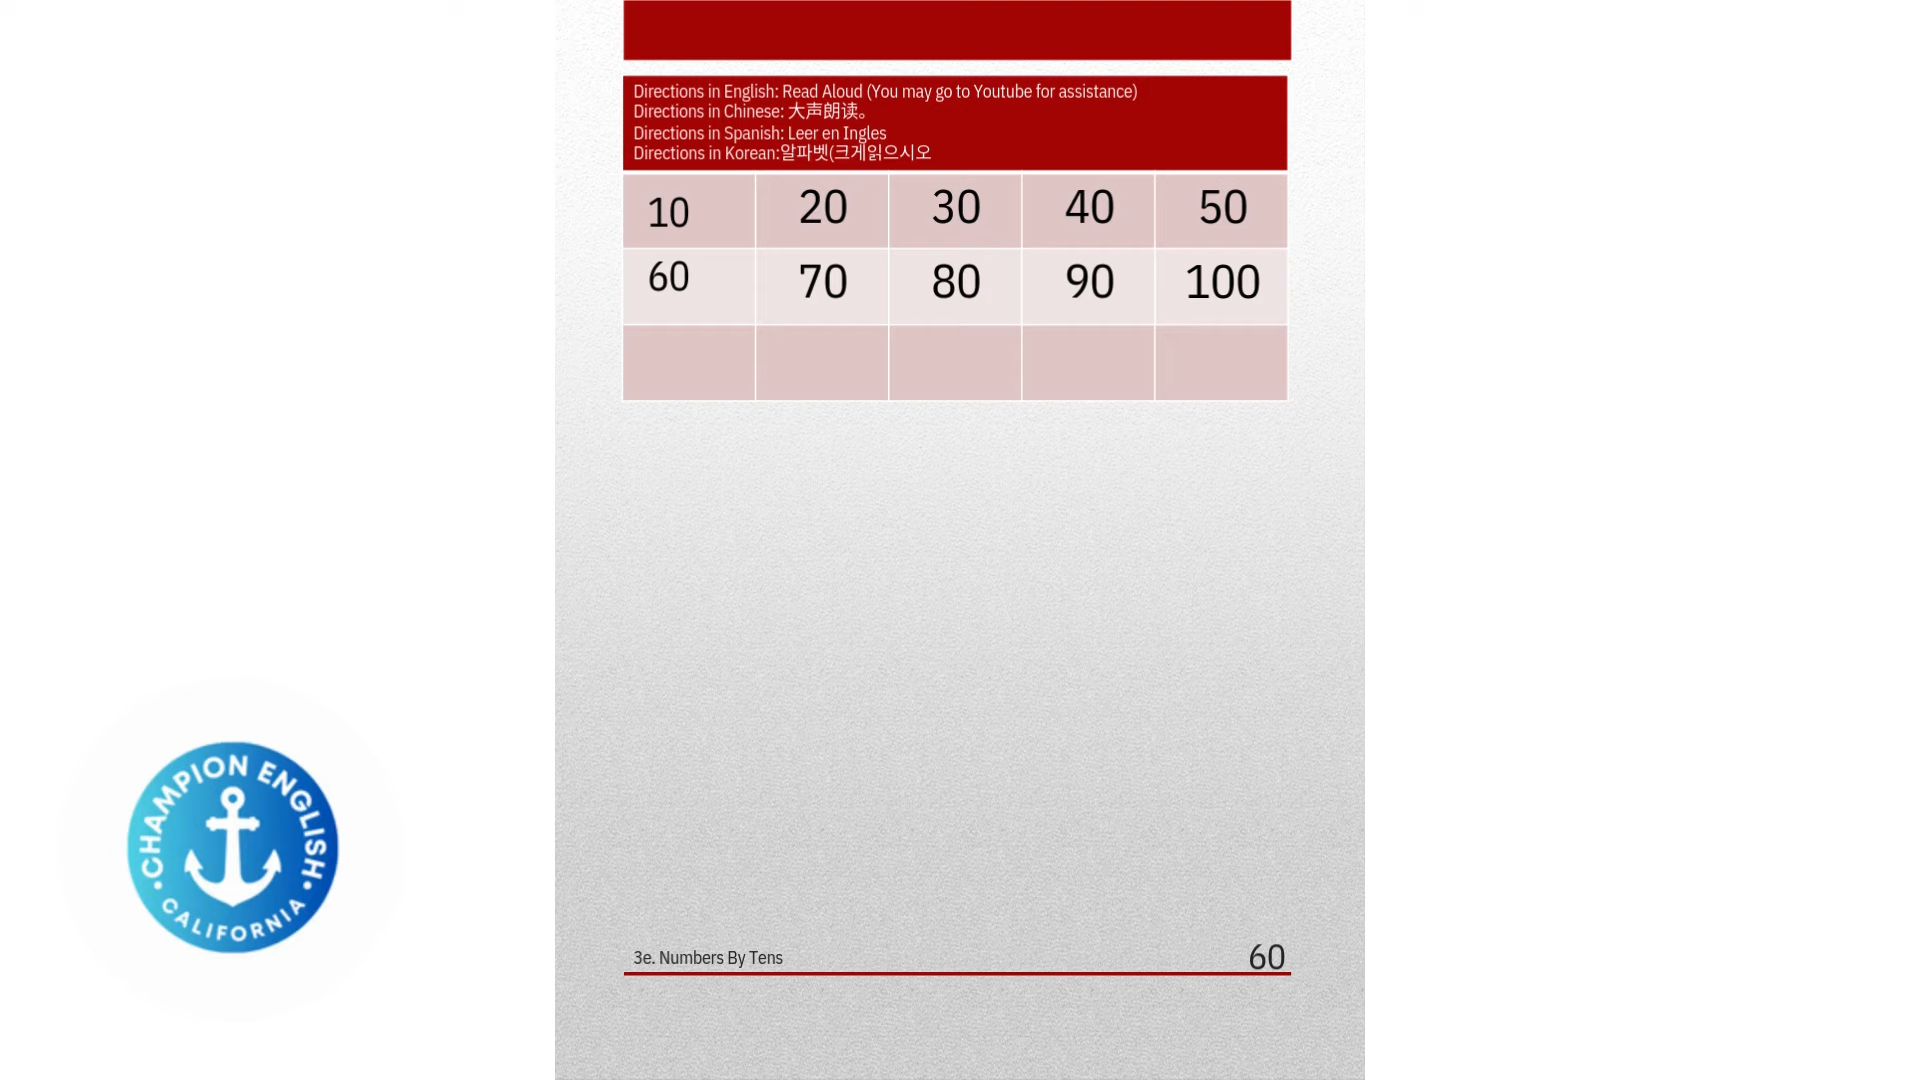 Directions in English: Read Aloud (You may go to Youtube for assistance)
Directions in Chinese: 大声朗读。
Directions in Spanish: Leer en Ingles
Directions in Korean:알파벳(크게읽으시오
10 20 30 40 50
60 70 80 90 100
CHAMPION ENGLISH
CALIFORNIA
3e. Numbers By Tens 60